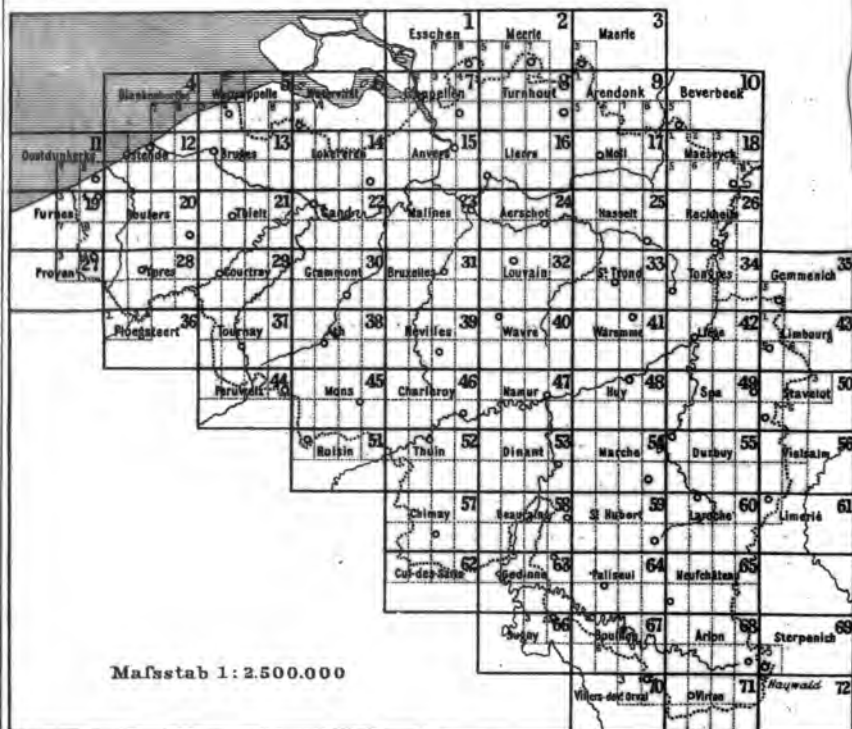 1 2 3
Esschen Meerle Maerle
4 5 6 7 8 9 10
Blankenberghe Westcappelle Watervliet Cappellen Turnhout Arendonk Beverbeek
11 12 13 14 15 16 17 18
Oostdunkerke Ostende Bruges Lokeren Anvers Lierre Moll Maeseyck
19 20 21 22 23 24 25 26
Furnes Roulers Thielt Gand Malines Aerschot Hasselt Reckheim
27 28 29 30 31 32 33 34 35
Proven Ypres Courtray Grammont Bruxelles Louvain St Trond Tongres Gemmenich
36 37 38 39 40 41 42 43
Ploegsteert Tournay Ath Nivelles Wavre Waremme Liège Limbourg
44 45 46 47 48 49 50
Peruwelz Mons Charleroy Namur Huy Spa Stavelot
51 52 53 54 55 56
Roisin Thuin Dinant Marche Durbuy Vielsalm
57 58 59 60 61
Chimay Beauraing St Hubert Laroche Limerlé
62 63 64 65
Cul-des-Sarts Gedinne Paliseul Neufchâteau
66 67 68 69
Sugny Bouillon Arlon Sterpenich
Maſsstab 1:2.500.000
70 71 72
Villers-devt Orval Virton Haywald